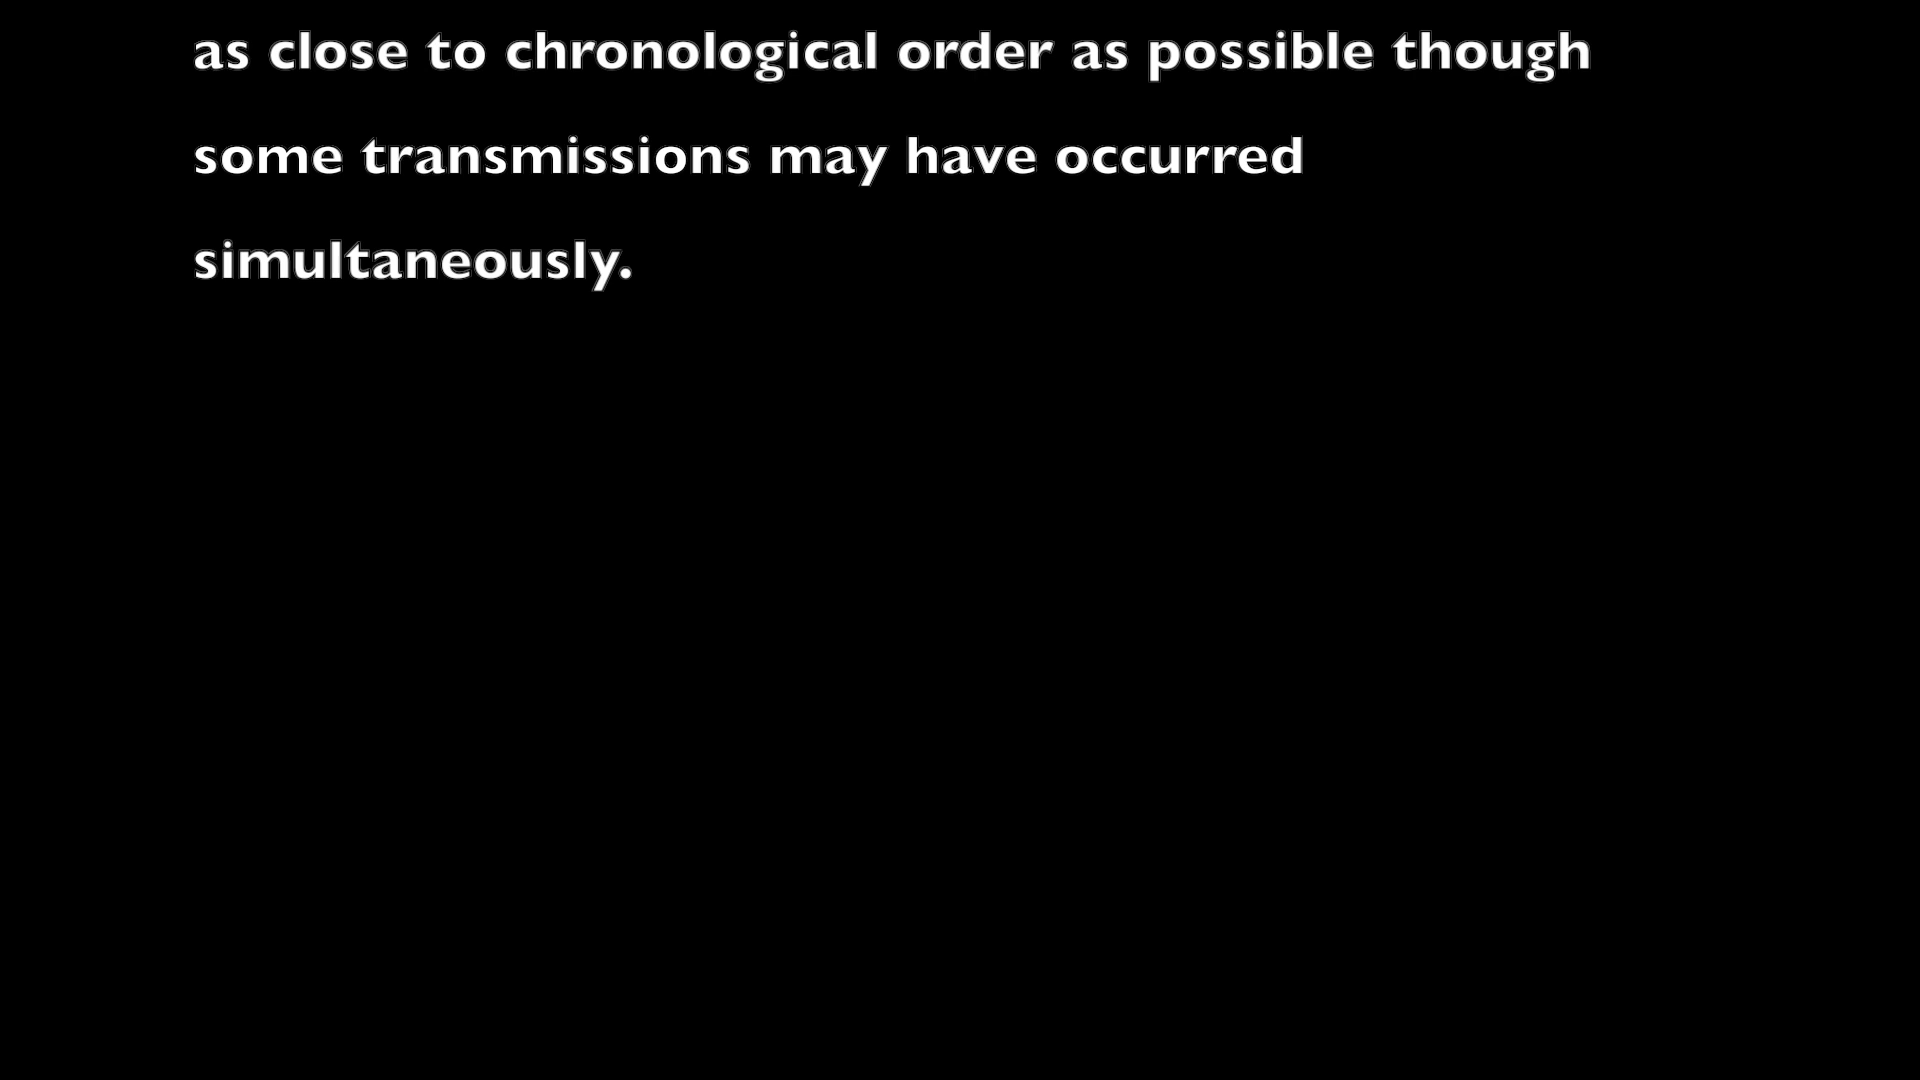 as close to chronological order as possible though
some transmissions may have occurred
simultaneously.